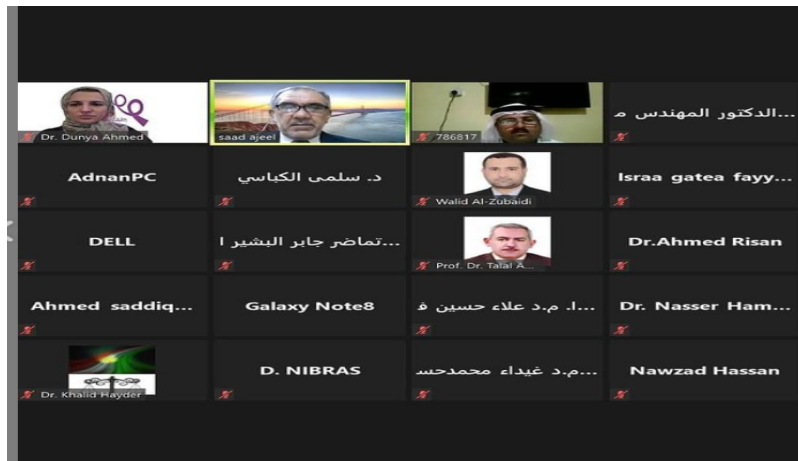 Dr. Dunya Ahmed
saad ajeel
786817
الدكتور المهندس م...
AdnanPC
د. سلمى الكباسي
Walid Al-Zubaidi
Israa gatea fayy...
DELL
تماضر جابر البشير ا...
Prof. Dr. Talal A...
Dr.Ahmed Risan
Ahmed saddiq...
Galaxy Note8
ا. م.د علاء حسين ف...
Dr. Nasser Ham...
Dr. Khalid Hayder
D. NIBRAS
م.د غيداء محمدحسـ...
Nawzad Hassan